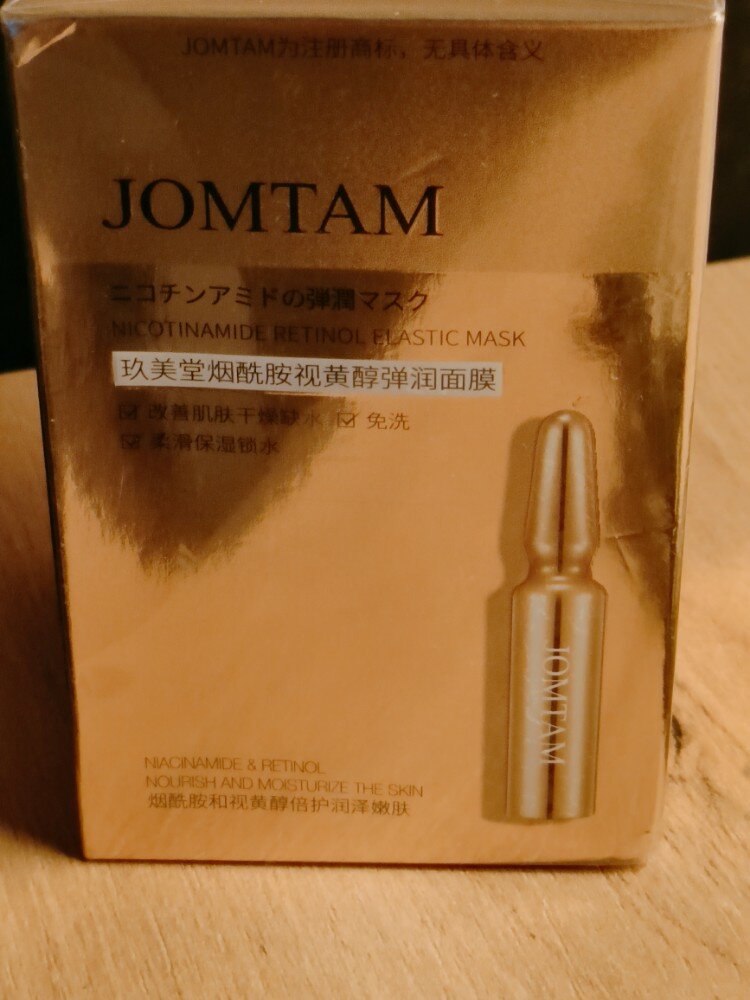 JOMTAM为注册商标，无具体含义
JOMTAM
ニコチンアミドの弾潤マスク
NICOTINAMIDE RETINOL ELASTIC MASK
玖美堂烟酰胺视黄醇弹润面膜
☑ 改善肌肤干燥缺水 ☑ 免洗
☑ 柔滑保湿锁水
JOMTAM
NIACINAMIDE & RETINOL
NOURISH AND MOISTURIZE THE SKIN
烟酰胺和视黄醇倍护润泽嫩肤